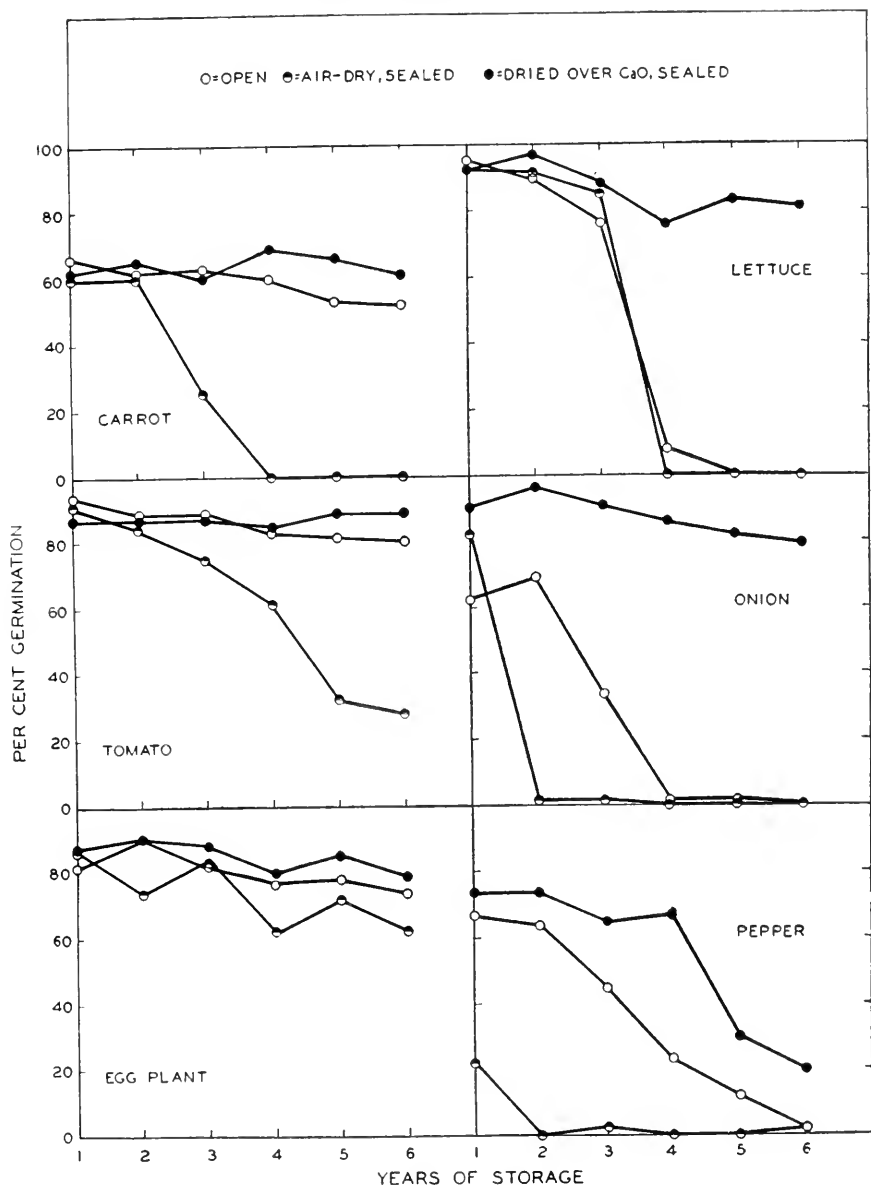 O=OPEN ◓=AIR-DRY, SEALED ●=DRIED OVER CaO, SEALED
100
80
60
40
20
0
CARROT
LETTUCE
80
60
40
20
0
TOMATO
ONION
80
60
20
0
EGG PLANT
PEPPER
PER CENT GERMINATION
1 2 3 4 5 6 1 2 3 4 5 6
YEARS OF STORAGE